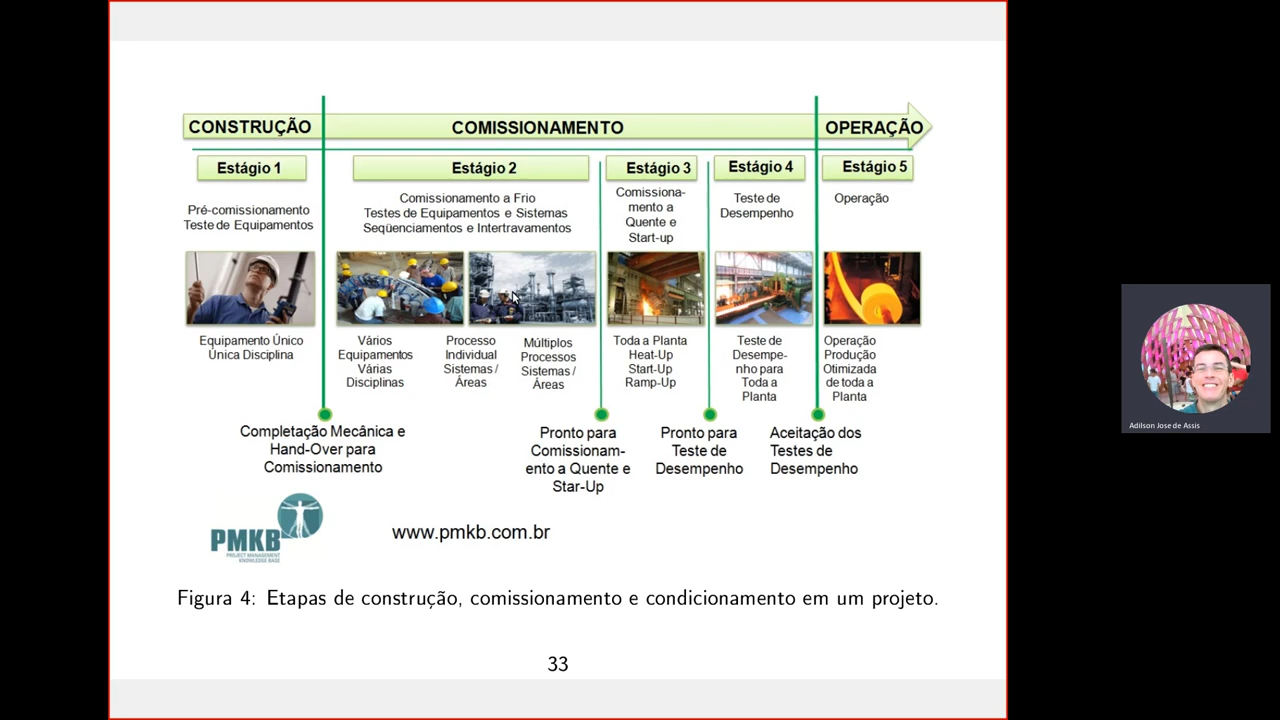 CONSTRUÇÃO
COMISSIONAMENTO
OPERAÇÃO
Estágio 1
Estágio 2
Estágio 3
Estágio 4
Estágio 5
Pré-comissionamento
Teste de Equipamentos
Comissionamento a Frio
Testes de Equipamentos e Sistemas
Seqüenciamentos e Intertravamentos
Comissiona-
mento a
Quente e
Start-up
Teste de
Desempenho
Operação
Equipamento Único
Única Disciplina
Vários
Equipamentos
Várias
Disciplinas
Processo
Individual
Sistemas /
Áreas
Múltiplos
Processos
Sistemas /
Áreas
Toda a Planta
Heat-Up
Start-Up
Ramp-Up
Teste de
Desempe-
nho para
Toda a
Planta
Operação
Produção
Otimizada
de toda a
Planta
Completação Mecânica e
Hand-Over para
Comissionamento
Pronto para
Comissionam-
ento a Quente e
Star-Up
Pronto para
Teste de
Desempenho
Aceitação dos
Testes de
Desempenho
PMKB
PROJECT MANAGEMENT
KNOWLEDGE BASE
www.pmkb.com.br
Figura 4: Etapas de construção, comissionamento e condicionamento em um projeto.
33
Adilson Jose de Assis